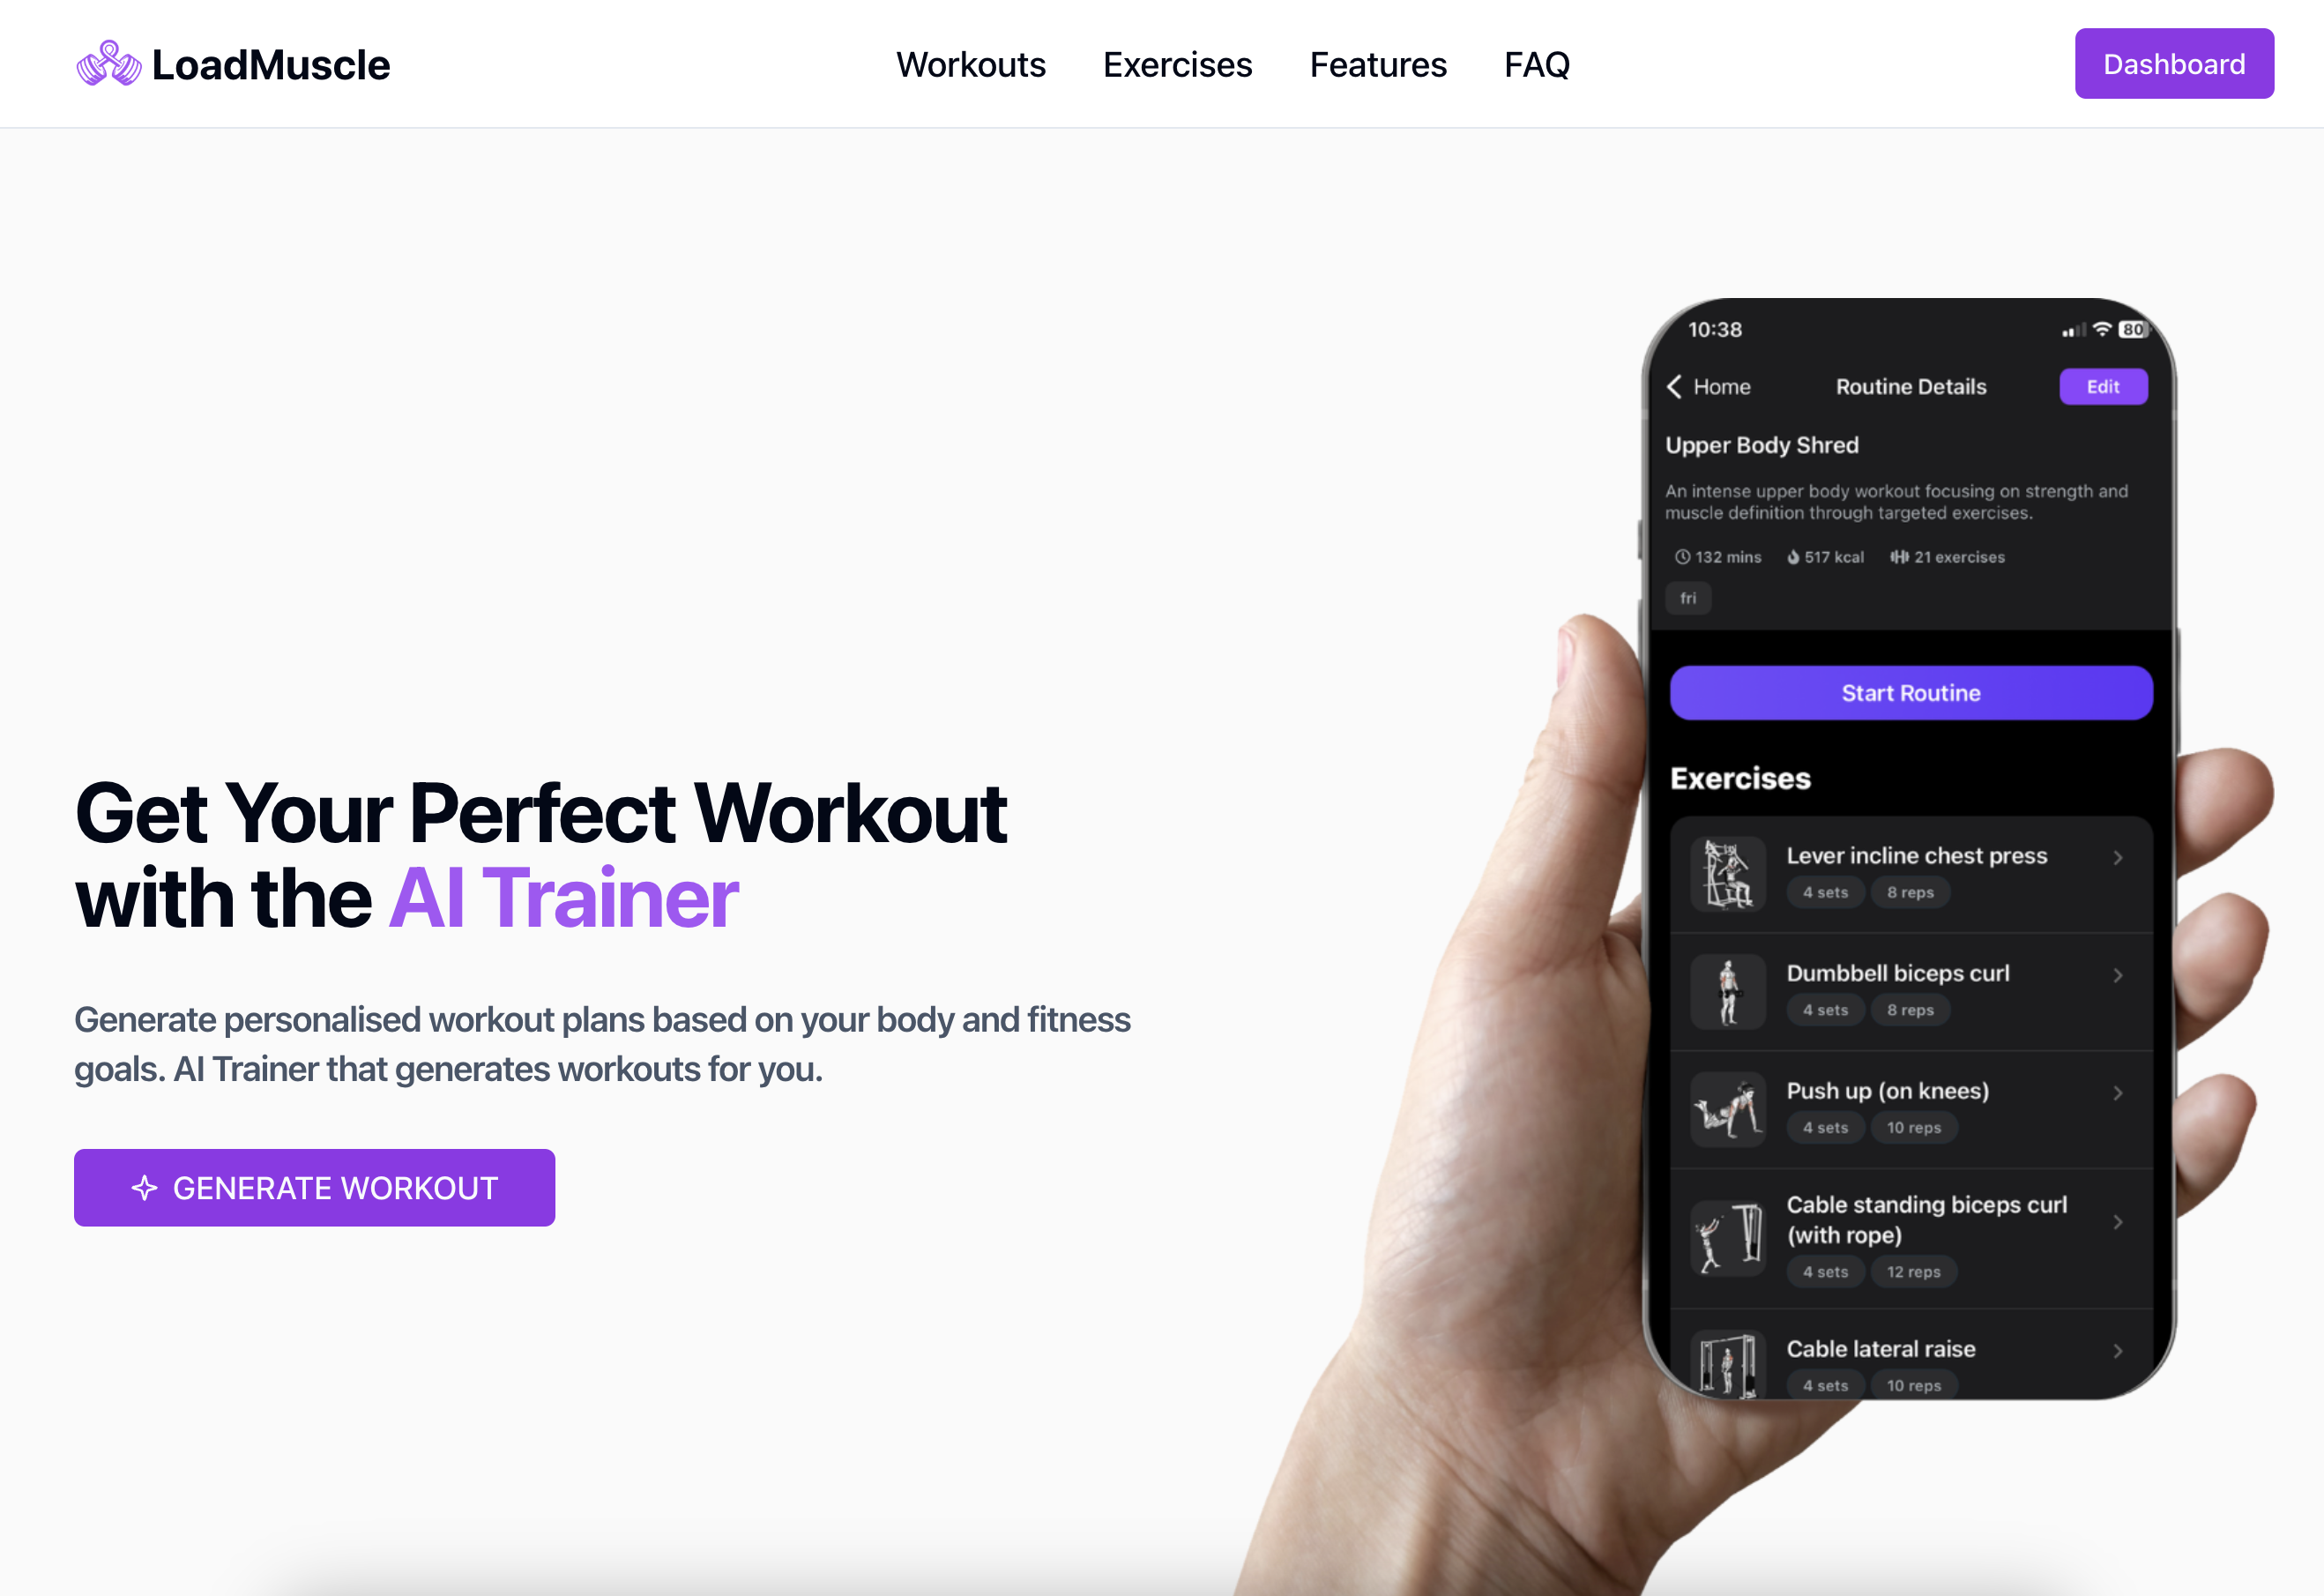 LoadMuscle
Workouts
Exercises
Features
FAQ
Dashboard
Get Your Perfect Workout
with the AI Trainer
Generate personalised workout plans based on your body and fitness
goals. AI Trainer that generates workouts for you.
GENERATE WORKOUT
10:38
80
Home
Routine Details
Edit
Upper Body Shred
An intense upper body workout focusing on strength and
muscle definition through targeted exercises.
132 mins
517 kcal
21 exercises
fri
Start Routine
Exercises
Lever incline chest press
4 sets
8 reps
Dumbbell biceps curl
4 sets
8 reps
Push up (on knees)
4 sets
10 reps
Cable standing biceps curl
(with rope)
4 sets
12 reps
Cable lateral raise
4 sets
10 reps